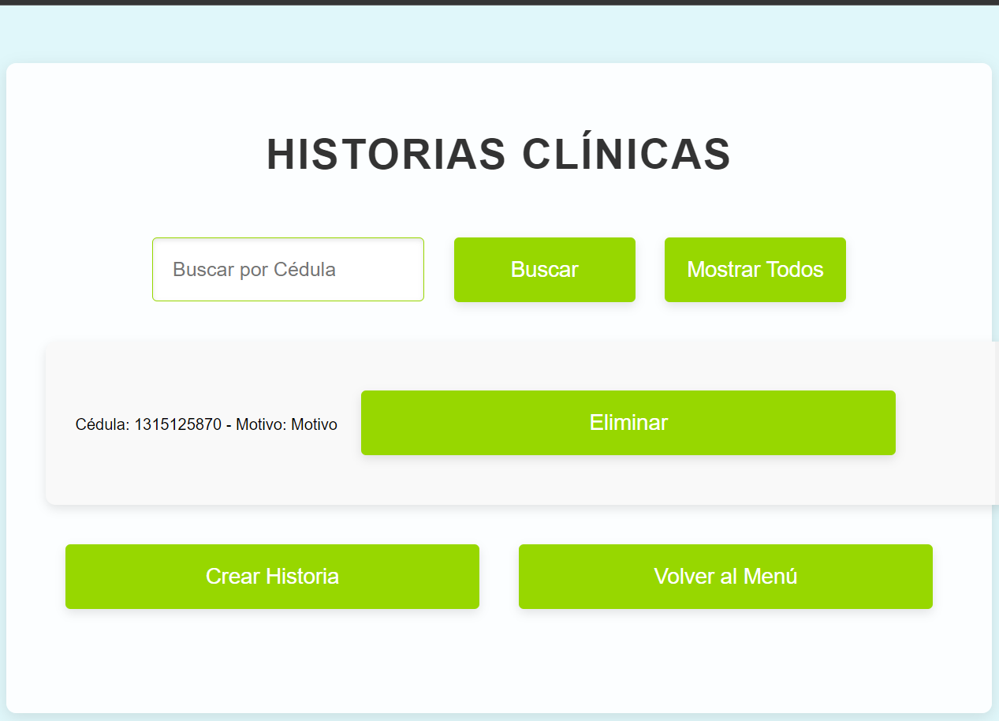 HISTORIAS CLÍNICAS
Buscar por Cédula
Buscar
Mostrar Todos
Cédula: 1315125870 - Motivo: Motivo
Eliminar
Crear Historia
Volver al Menú